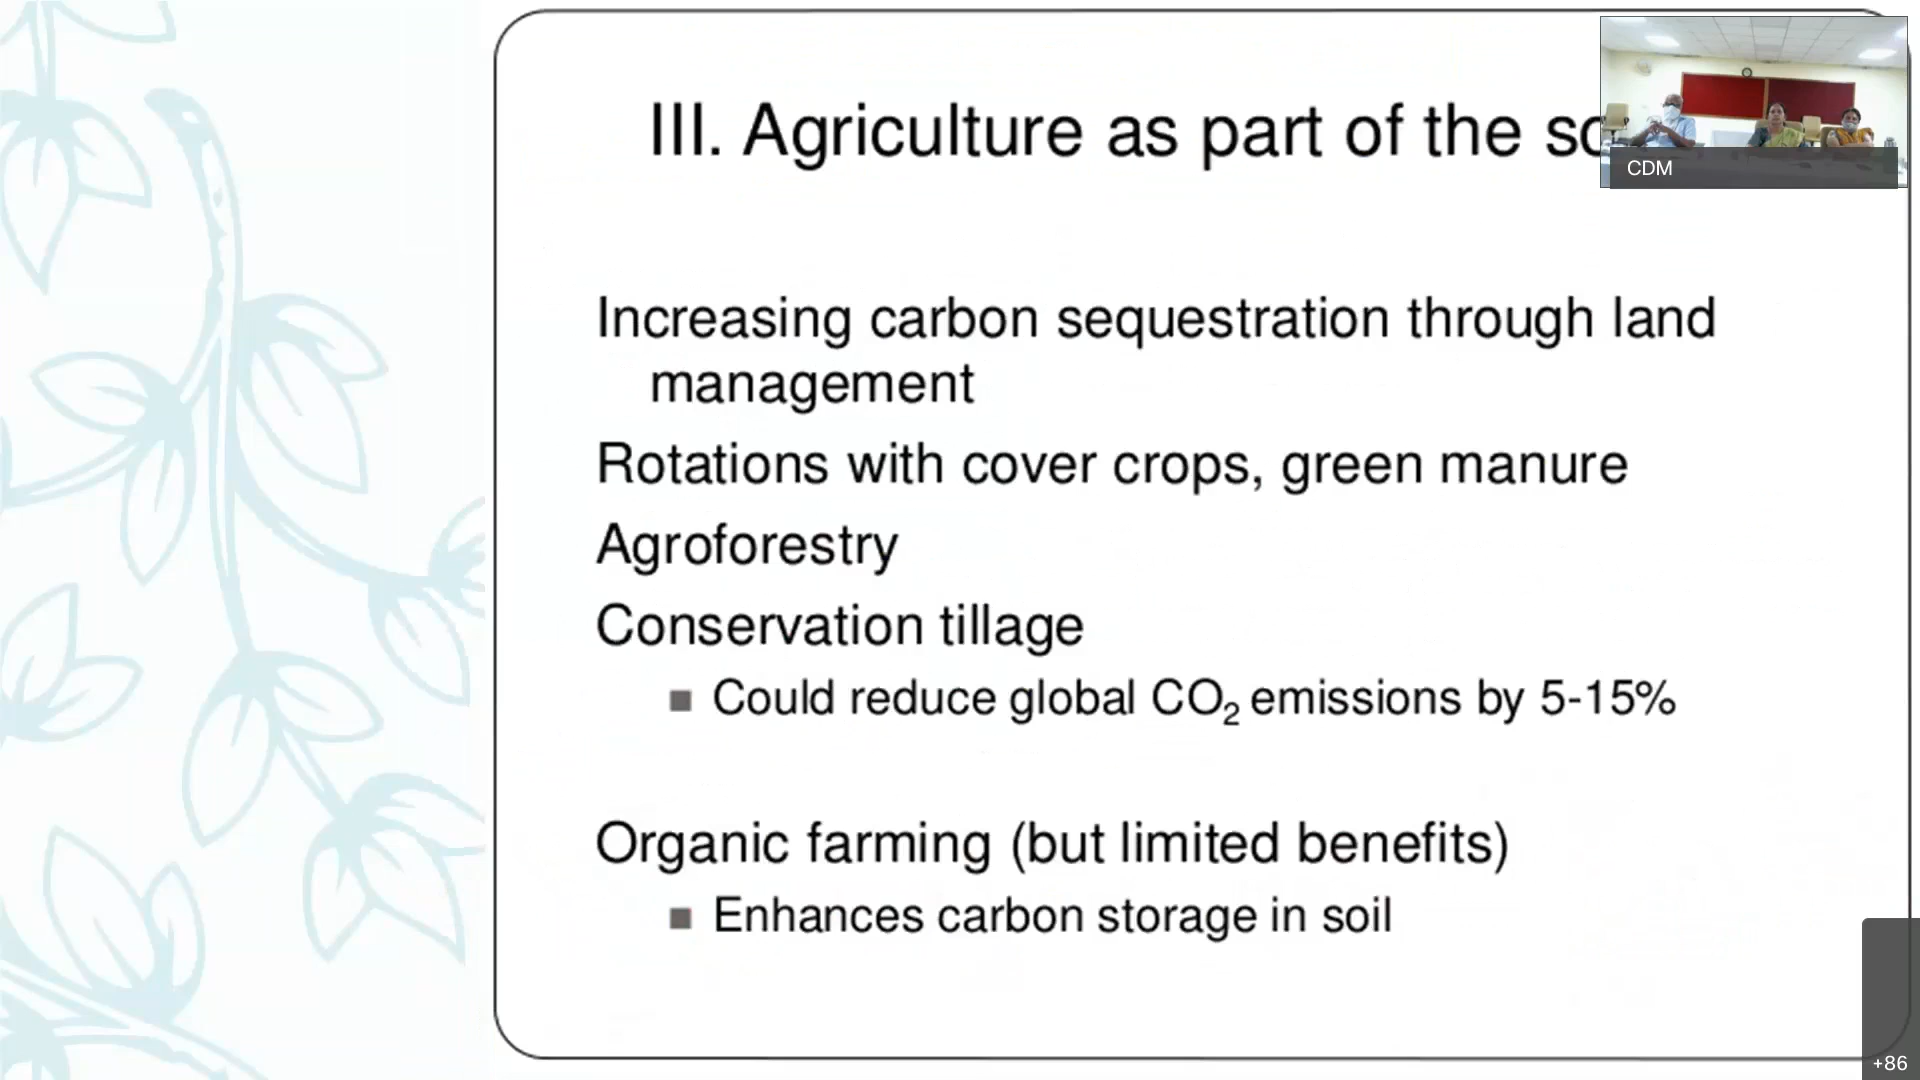 III. Agriculture as part of the
CDM
Increasing carbon sequestration through land
management
Rotations with cover crops, green manure
Agroforestry
Conservation tillage
■ Could reduce global CO₂ emissions by 5-15%
Organic farming (but limited benefits)
■ Enhances carbon storage in soil
+86